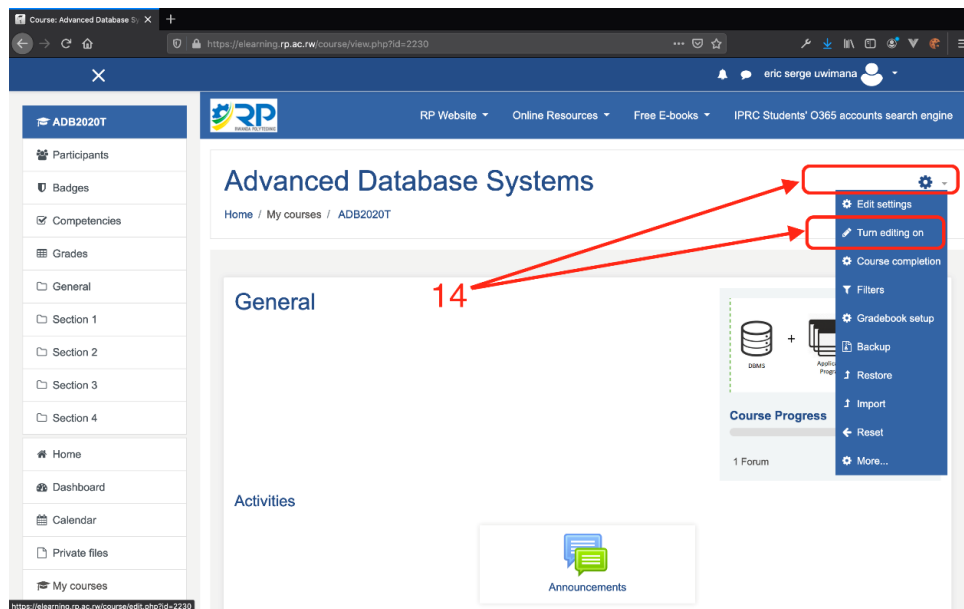 Course: Advanced Database Sy
https://elearning.rp.ac.rw/course/view.php?id=2230
eric serge uwimana
ADB2020T
RP
RWANDA POLYTECHNIC
RP Website
Online Resources
Free E-books
IPRC Students' O365 accounts search engine
Participants
Badges
Competencies
Grades
General
Section 1
Section 2
Section 3
Section 4
Home
Dashboard
Calendar
Private files
My courses
Advanced Database Systems
Home / My courses / ADB2020T
Edit settings
Turn editing on
Course completion
Filters
Gradebook setup
Backup
Restore
Import
Reset
More...
14
General
DBMS
+
Course Progress
1 Forum
Activities
Announcements
https://elearning.rp.ac.rw/course/edit.php?id=2230